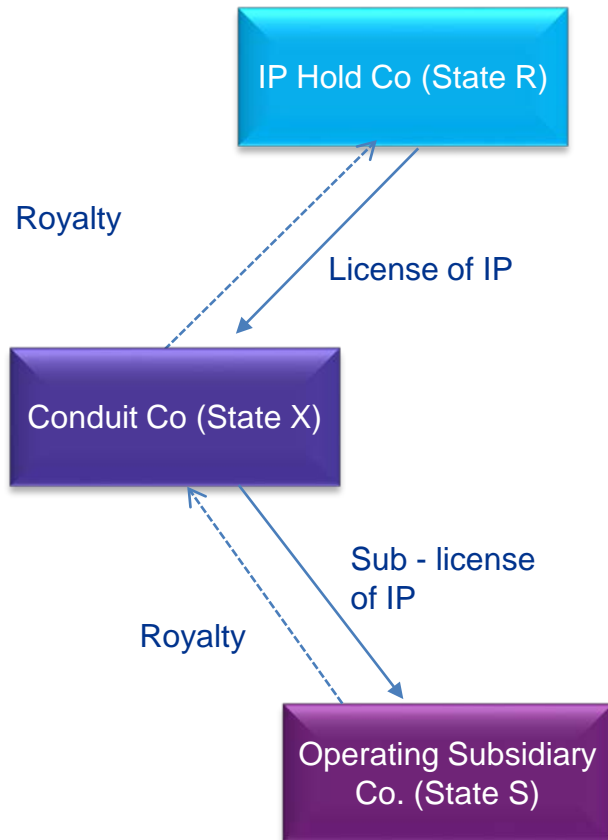 IP Hold Co (State R)
Royalty
License of IP
Conduit Co (State X)
Sub - license
of IP
Royalty
Operating Subsidiary
Co. (State S)